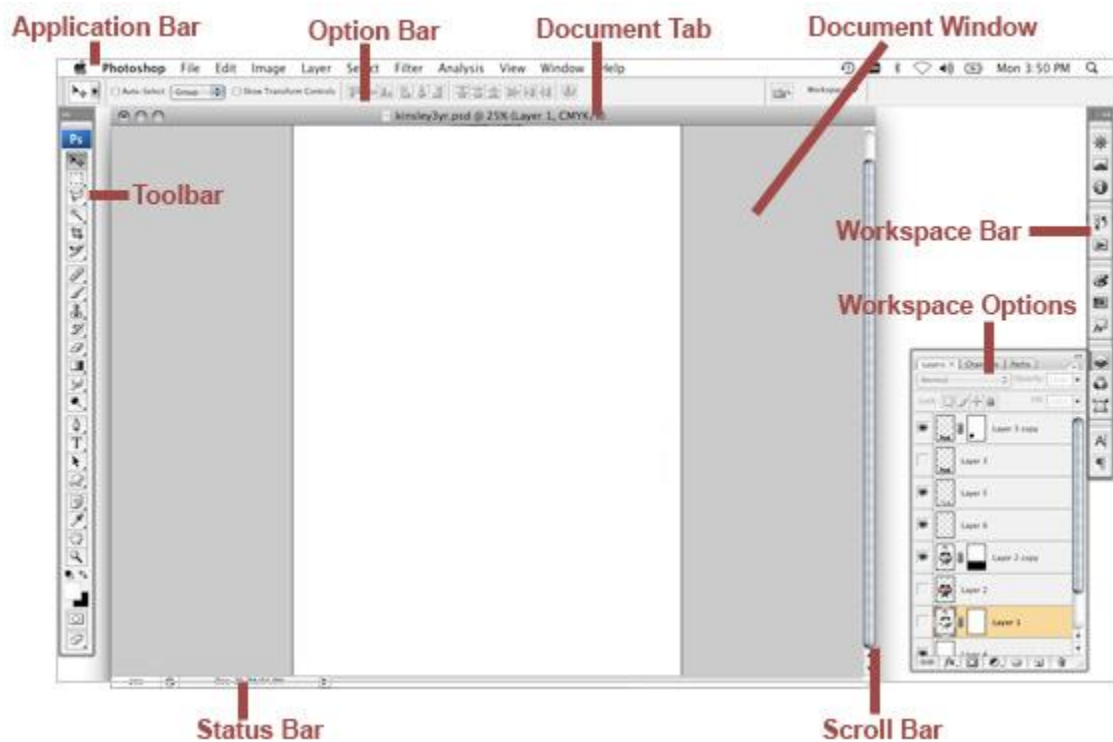 Application Bar
Option Bar
Document Tab
Document Window
Photoshop File Edit Image Layer Select Filter Analysis View Window Help
Mon 3:50 PM
Auto-Select Group Show Transform Controls
Workspace
kinsley3yr.psd @ 25% (Layer 1, CMYK/8)
Ps
Toolbar
Workspace Bar
Workspace Options
Layers Channels Paths
Normal Opacity:
Lock: Fill:
Layer 3 copy
Layer 3
Layer 5
Layer 6
Layer 2 copy
Layer 2
Layer 1
Status Bar
Scroll Bar